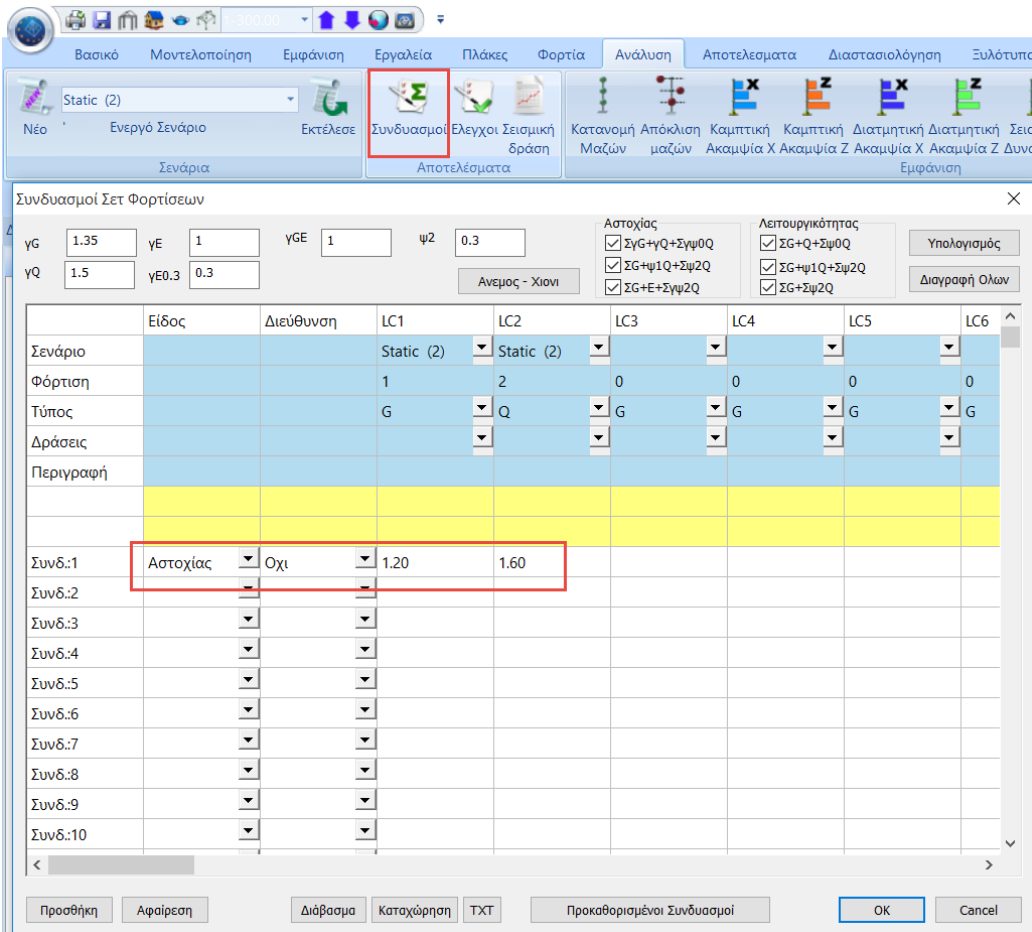 1-300.00
Βασικό Μοντελοποίηση Εμφάνιση Εργαλεία Πλάκες Φορτία Ανάλυση Αποτελεσματα Διαστασιολόγηση Ξυλότυπο
Static (2)
Νέο Ενεργό Σενάριο Εκτέλεσε Συνδυασμοί Ελεγχοι Σεισμική Κατανομή Απόκλιση Καμπτική Καμπτική Διατμητική Διατμητική Σεισ
δράση Μαζών μαζών Ακαμψία X Ακαμψία Z Ακαμψία X Ακαμψία Z Δυνα
Σενάρια Αποτελέσματα Εμφάνιση
Συνδυασμοί Σετ Φορτίσεων
Αστοχίας Λειτουργικότητας
γG 1.35 γE 1 γGE 1 ψ2 0.3 ΣγG+γQ+Σγψ0Q ΣG+Q+Σψ0Q Υπολογισμός
γQ 1.5 γE0.3 0.3 Ανεμος - Χιονι ΣG+ψ1Q+Σψ2Q ΣG+ψ1Q+Σψ2Q Διαγραφή Ολων
ΣG+E+Σγψ2Q ΣG+Σψ2Q
Είδος Διεύθυνση LC1 LC2 LC3 LC4 LC5 LC6
Σενάριο Static (2) Static (2)
Φόρτιση 1 2 0 0 0 0
Τύπος G Q G G G G
Δράσεις
Περιγραφή
Συνδ.:1 Αστοχίας Οχι 1.20 1.60
Συνδ.:2
Συνδ.:3
Συνδ.:4
Συνδ.:5
Συνδ.:6
Συνδ.:7
Συνδ.:8
Συνδ.:9
Συνδ.:10
Προσθήκη Αφαίρεση Διάβασμα Καταχώρηση TXT Προκαθορισμένοι Συνδυασμοί OK Cancel